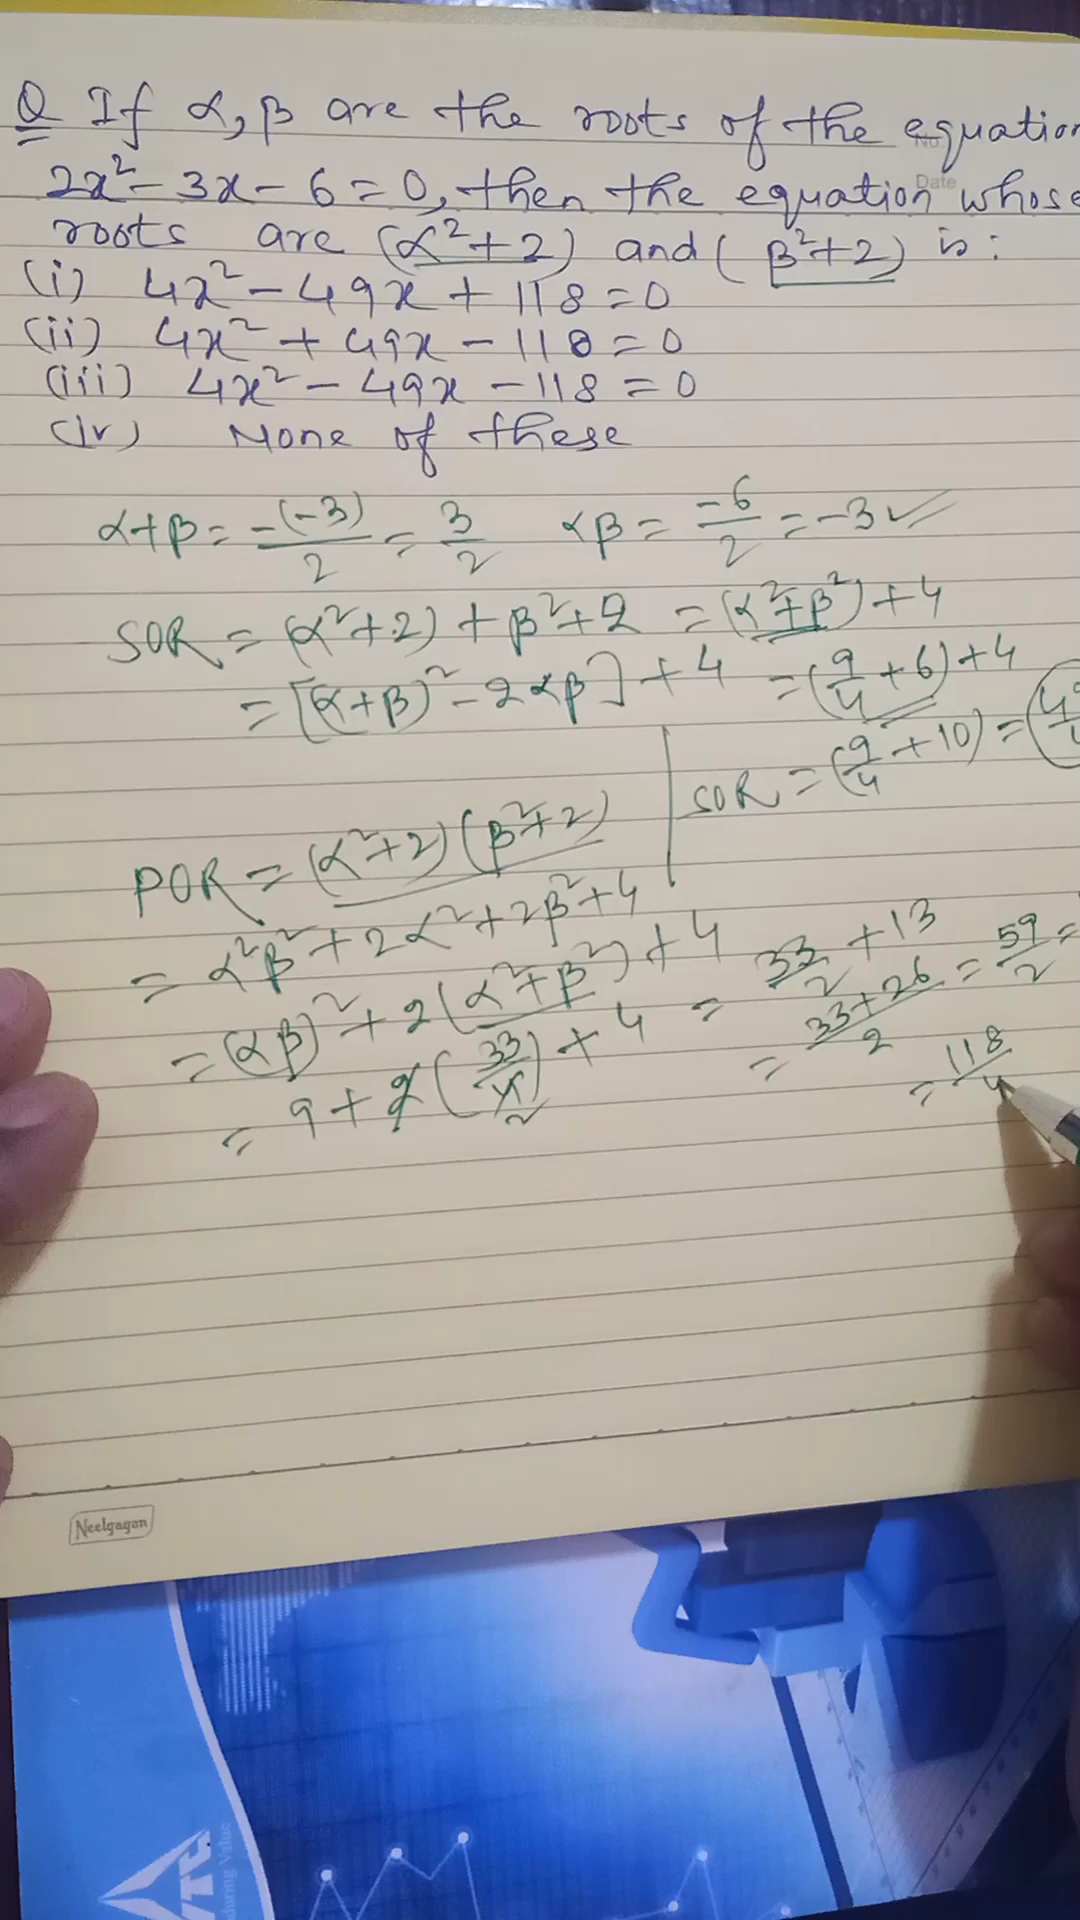 Q If α, β are the roots of the equation
2x² - 3x - 6 = 0, then the equation whose
roots are (α² + 2) and (β² + 2) is :
(i) 4x² - 49x + 118 = 0
(ii) 4x² + 49x - 118 = 0
(iii) 4x² - 49x - 118 = 0
(iv) None of these
α+β = -(-3)/2 = 3/2 αβ = -6/2 = -3 ✓
SOR = (α²+2) + β²+2 = (α²+β²) + 4
= [(α+β)² - 2αβ] + 4 = (9/4 + 6) + 4
SOR = (9/4 + 10) =
POR = (α²+2)(β²+2)
= α²β² + 2α² + 2β² + 4
= (αβ)² + 2(α²+β²) + 4 = 33/2 + 13
= 9 + 2(33/4) + 4
2
= 33+26/2 = 59/2 =
= 118/4
No.
Date
Neelgagan